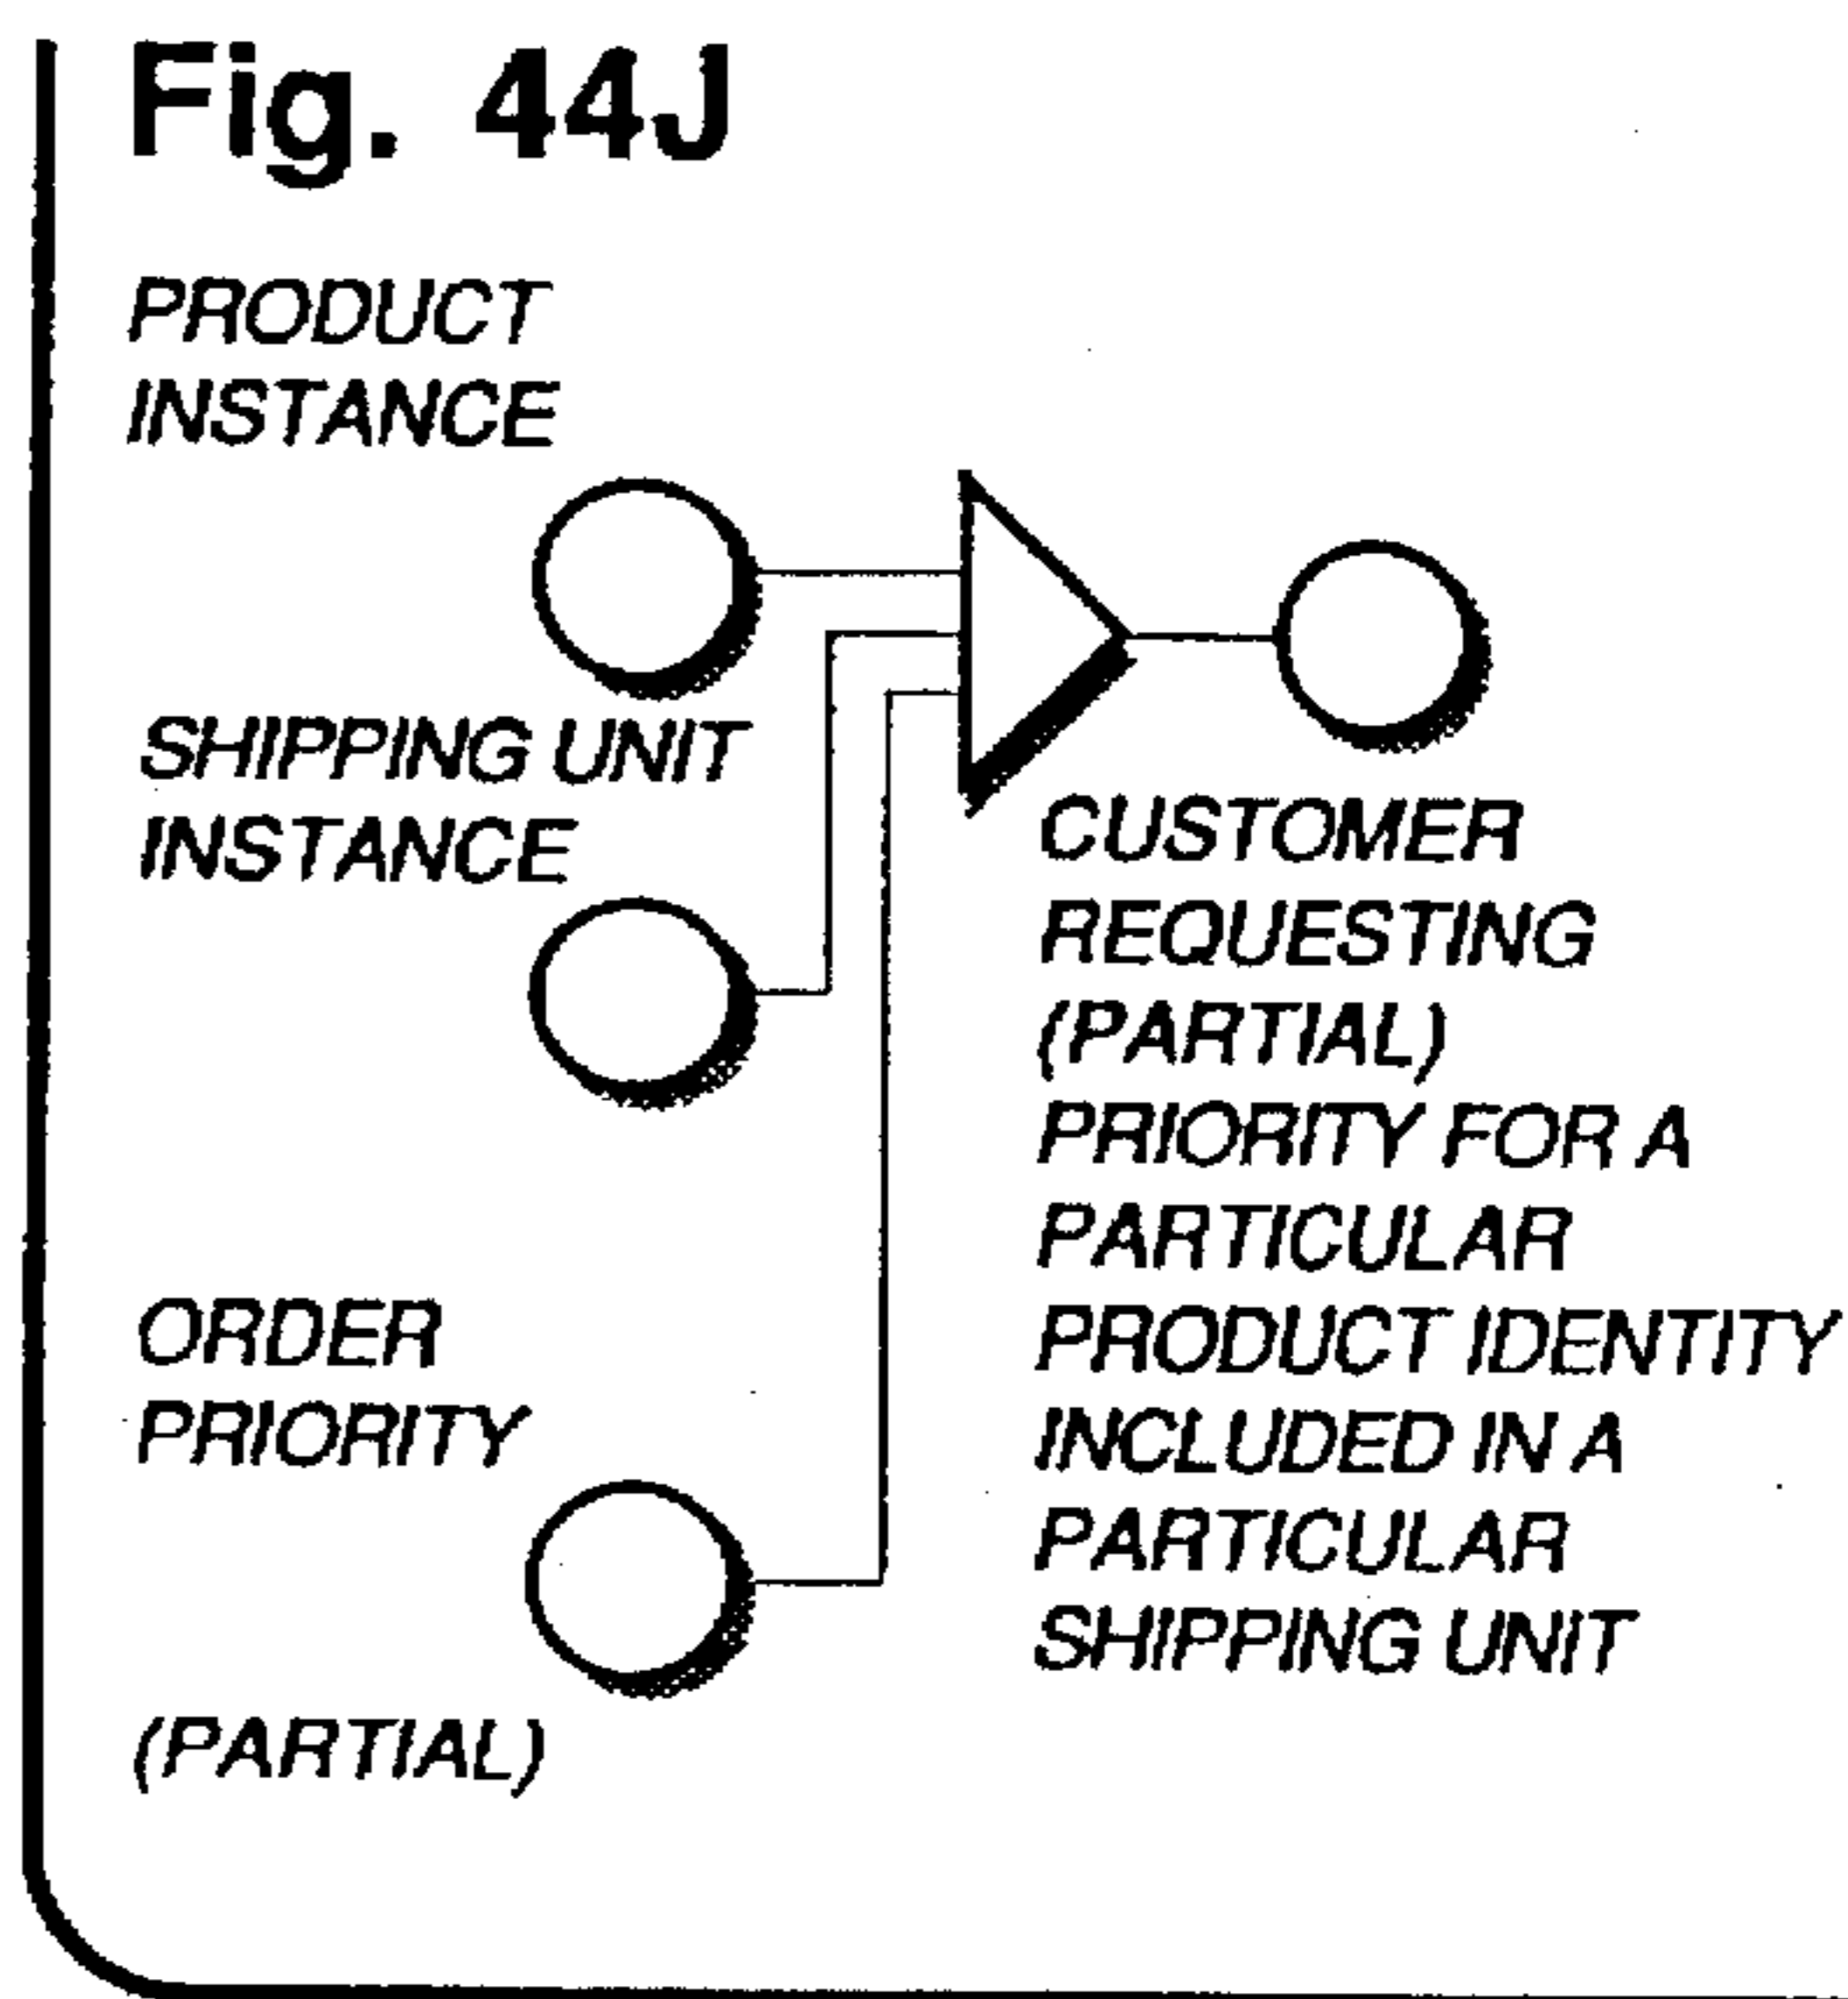 Fig. 44J
PRODUCT
INSTANCE
SHIPPING UNIT
INSTANCE
ORDER
PRIORITY
(PARTIAL)
CUSTOMER
REQUESTING
(PARTIAL)
PRIORITY FOR A
PARTICULAR
PRODUCT IDENTITY
INCLUDED IN A
PARTICULAR
SHIPPING UNIT